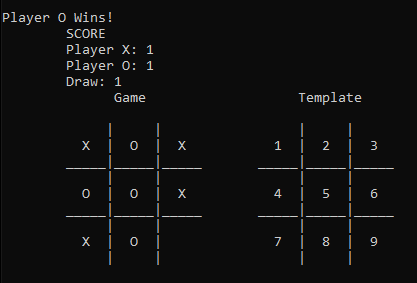 Player O Wins!
SCORE
Player X: 1
Player O: 1
Draw: 1
Game Template
X | O | X 1 | 2 | 3
O | O | X 4 | 5 | 6
X | O | 7 | 8 | 9